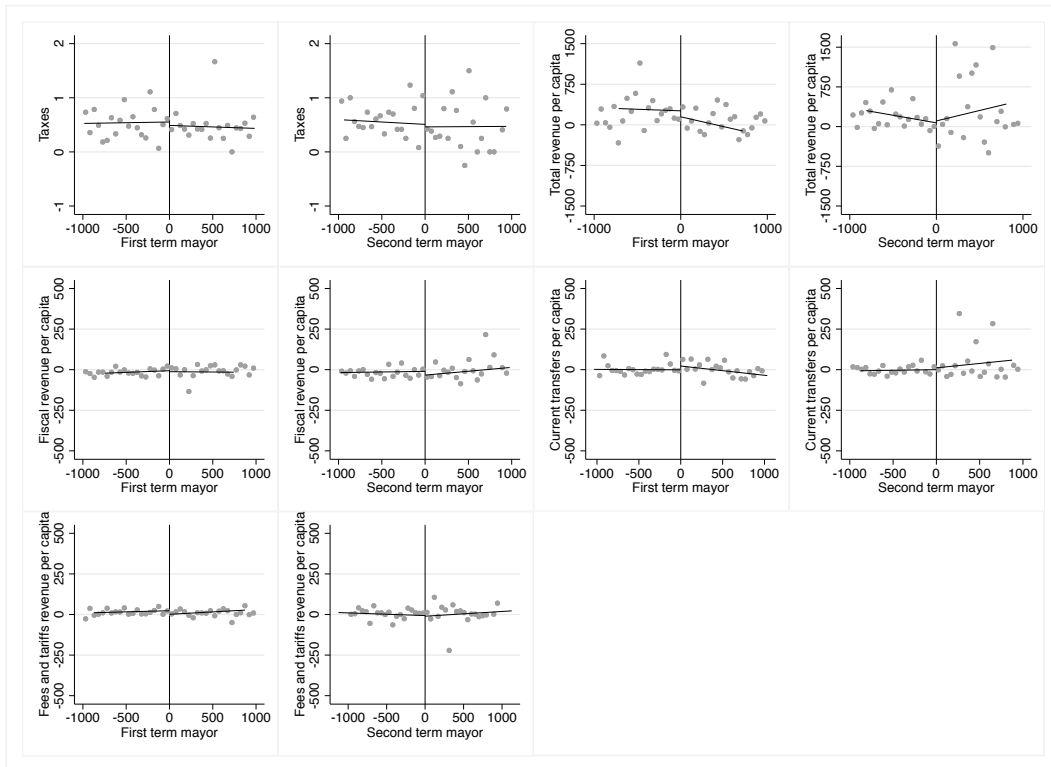 Taxes
2
1
0
-1
-1000 -500 0 500 1000
First term mayor
Taxes
2
1
0
-1
-1000 -500 0 500 1000
Second term mayor
Total revenue per capita
1500
750
0
-750
-1500
-1000 -500 0 500 1000
First term mayor
Total revenue per capita
1500
750
0
-750
-1500
-1000 -500 0 500 1000
Second term mayor
Fiscal revenue per capita
500
250
0
-250
-500
-1000 -500 0 500 1000
First term mayor
Fiscal revenue per capita
500
250
0
-250
-500
-1000 -500 0 500 1000
Second term mayor
Current transfers per capita
500
250
0
-250
-500
-1000 -500 0 500 1000
First term mayor
Current transfers per capita
500
250
0
-250
-500
-1000 -500 0 500 1000
Second term mayor
Fees and tariffs revenue per capita
500
250
0
-250
-500
-1000 -500 0 500 1000
First term mayor
Fees and tariffs revenue per capita
500
250
0
-250
-500
-1000 -500 0 500 1000
Second term mayor